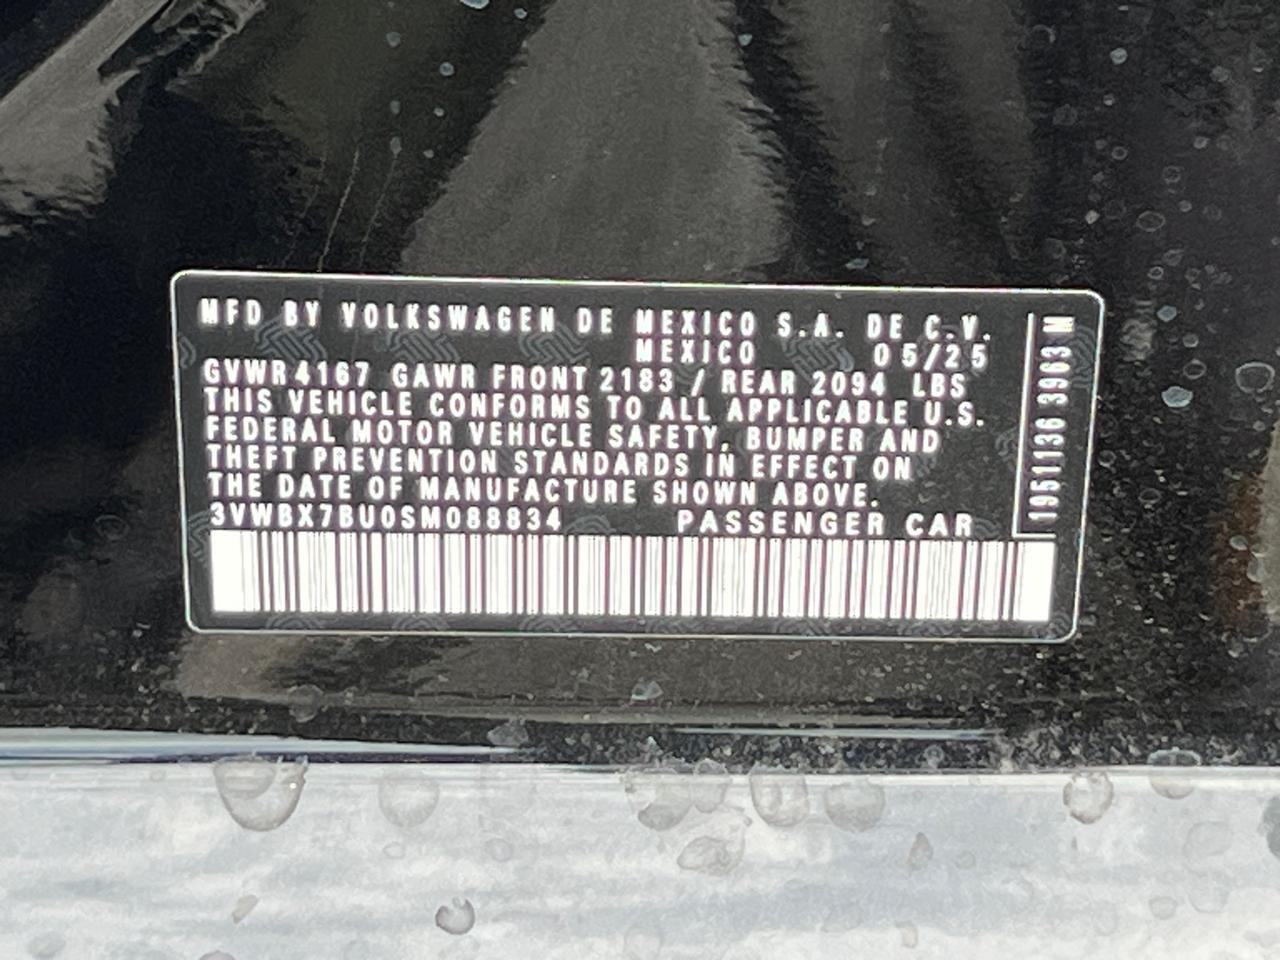 MFD BY VOLKSWAGEN DE MEXICO S.A. DE C.V.
MEXICO 05/25
GVWR 4167 GAWR FRONT 2183 / REAR 2094 LBS
THIS VEHICLE CONFORMS TO ALL APPLICABLE U.S.
FEDERAL MOTOR VEHICLE SAFETY, BUMPER AND
THEFT PREVENTION STANDARDS IN EFFECT ON
THE DATE OF MANUFACTURE SHOWN ABOVE.
3VWBX7BU0SM088834 PASSENGER CAR
1951136 3963 N